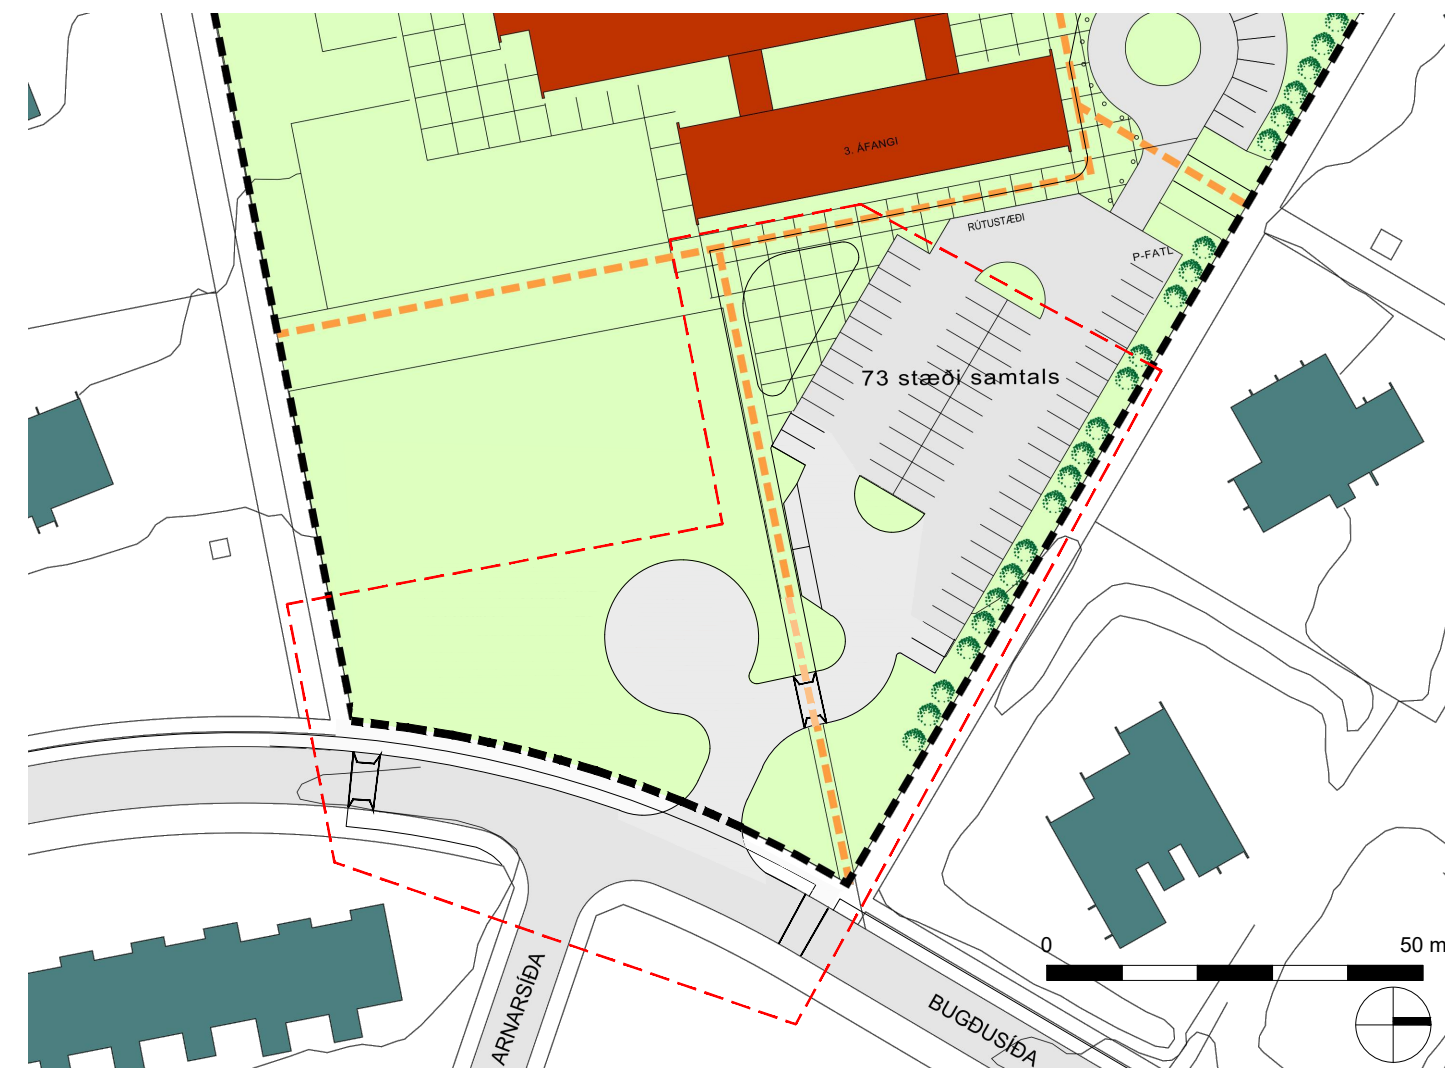 3. ÁFANGI
RÚTUSTÆÐI
P-FATL
73 stæði samtals
0
50 m
ARNARSÍÐA
BUGÐUSÍÐA